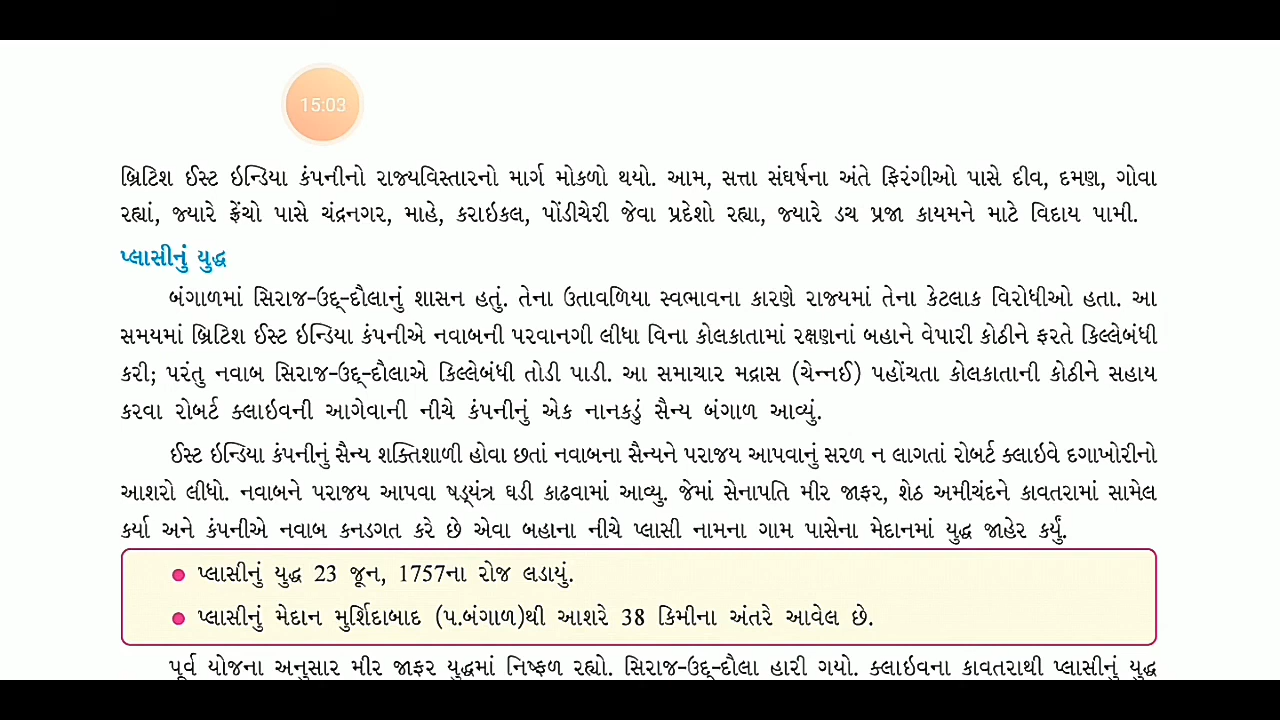 15:03
બ્રિટિશ ઈસ્ટ ઇન્ડિયા કંપનીનો રાજ્યવિસ્તારનો માર્ગ મોકળો થયો. આમ, સત્તા સંઘર્ષના અંતે ફિરંગીઓ પાસે દીવ, દમણ, ગોવા
રહ્યાં, જ્યારે ફ્રેંચો પાસે ચંદ્રનગર, માહે, કરાઇકલ, પોંડીચેરી જેવા પ્રદેશો રહ્યા, જ્યારે ડચ પ્રજા કાયમને માટે વિદાય પામી.
પ્લાસીનું યુદ્ધ
બંગાળમાં સિરાજ-ઉદ્-દૌલાનું શાસન હતું. તેના ઉતાવળિયા સ્વભાવના કારણે રાજ્યમાં તેના કેટલાક વિરોધીઓ હતા. આ
સમયમાં બ્રિટિશ ઈસ્ટ ઇન્ડિયા કંપનીએ નવાબની પરવાનગી લીધા વિના કોલકાતામાં રક્ષણનાં બહાને વેપારી કોઠીને ફરતે કિલ્લેબંધી
કરી; પરંતુ નવાબ સિરાજ-ઉદ્-દૌલાએ કિલ્લેબંધી તોડી પાડી. આ સમાચાર મદ્રાસ (ચેન્નઈ) પહોંચતા કોલકાતાની કોઠીને સહાય
કરવા રોબર્ટ ક્લાઇવની આગેવાની નીચે કંપનીનું એક નાનકડું સૈન્ય બંગાળ આવ્યું.
ઈસ્ટ ઇન્ડિયા કંપનીનું સૈન્ય શક્તિશાળી હોવા છતાં નવાબના સૈન્યને પરાજય આપવાનું સરળ ન લાગતાં રોબર્ટ ક્લાઇવે દગાખોરીનો
આશરો લીધો. નવાબને પરાજય આપવા ષડ્યંત્ર ઘડી કાઢવામાં આવ્યુ. જેમાં સેનાપતિ મીર જાફર, શેઠ અમીચંદને કાવતરામાં સામેલ
કર્યા અને કંપનીએ નવાબ કનડગત કરે છે એવા બહાના નીચે પ્લાસી નામના ગામ પાસેના મેદાનમાં યુદ્ધ જાહેર કર્યું.
● પ્લાસીનું યુદ્ધ 23 જૂન, 1757ના રોજ લડાયું.
● પ્લાસીનું મેદાન મુર્શિદાબાદ (પ.બંગાળ)થી આશરે 38 કિમીના અંતરે આવેલ છે.
પૂર્વ યોજના અનુસાર મીર જાફર યુદ્ધમાં નિષ્ફળ રહ્યો. સિરાજ-ઉદ્-દૌલા હારી ગયો. ક્લાઇવના કાવતરાથી પ્લાસીનું યુદ્ધ